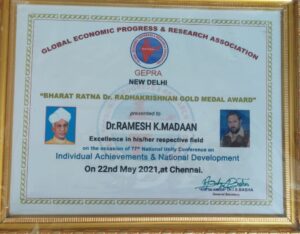 GLOBAL ECONOMIC PROGRESS & RESEARCH ASSOCIATION
GEPRA
NEW DELHI
"BHARAT RATNA Dr. RADHAKRISHNAN GOLD MEDAL AWARD"
presented to
Dr.RAMESH K.MADAAN
Excellence in his/her respective field
on the occasion of 77th National Unity Conference on
Individual Achievements & National Development
On 22nd May 2021,at Chennai.